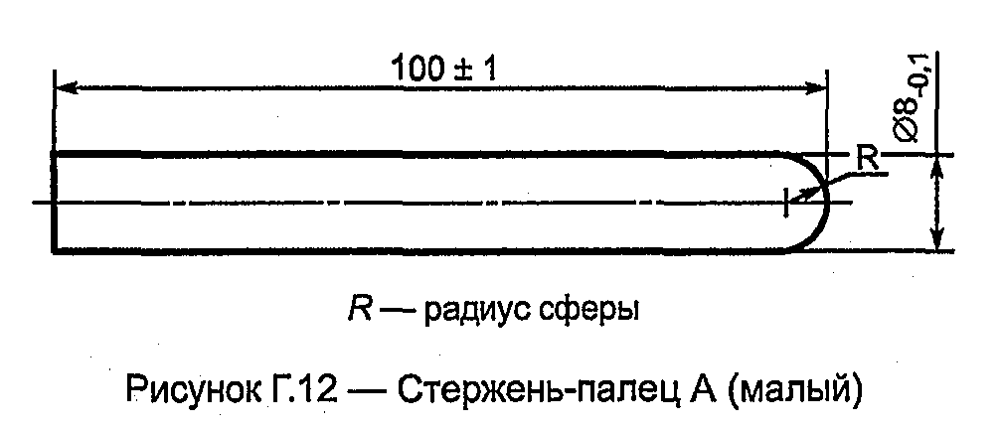 100 ± 1
Ø8-0,1
R
R — радиус сферы
Рисунок Г.12 — Стержень-палец А (малый)